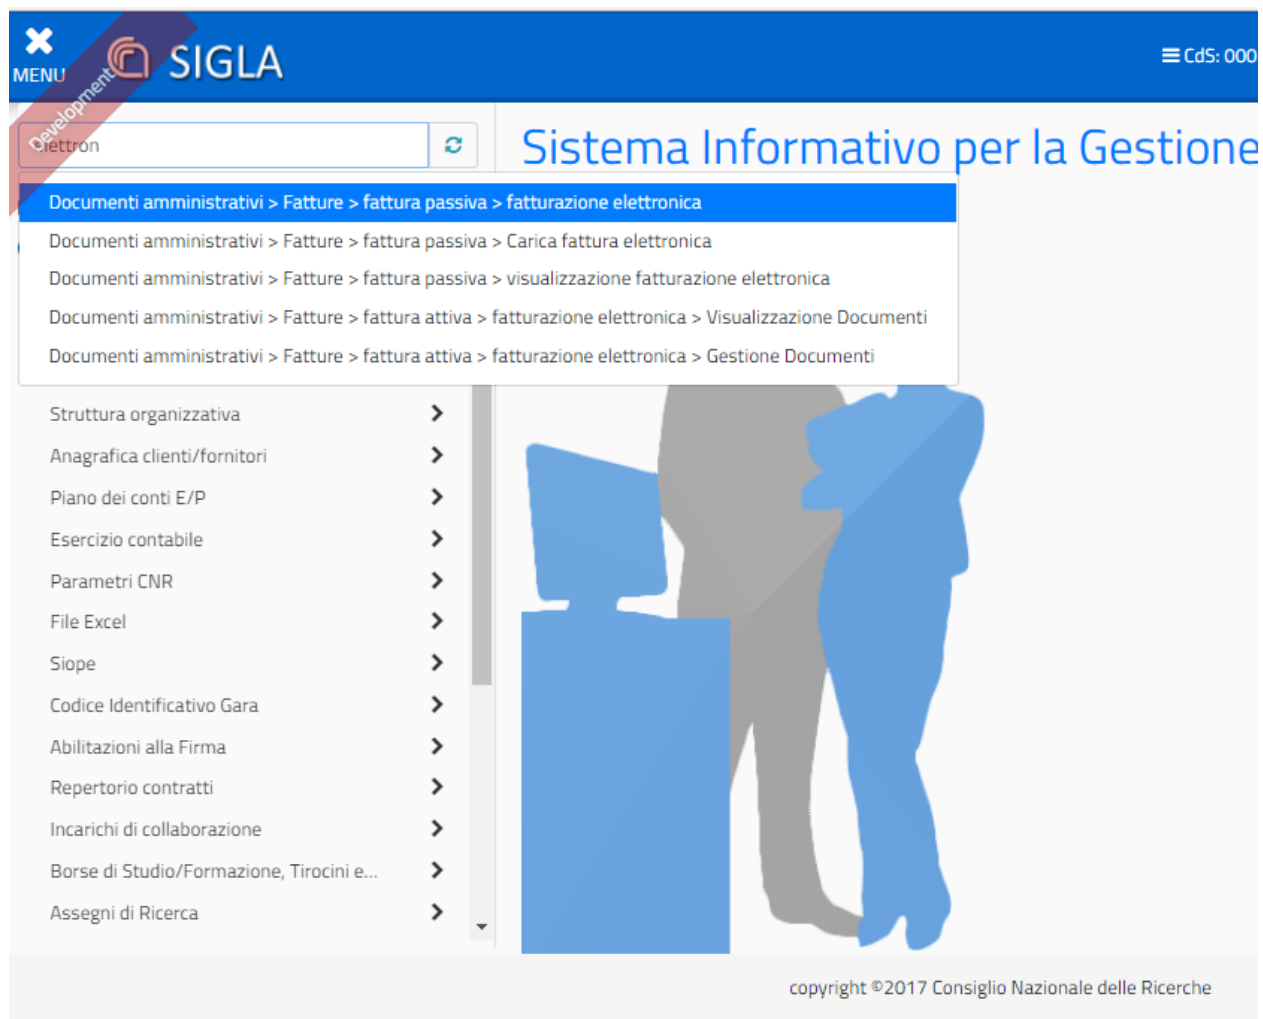 MENU
SIGLA
CdS: 000
Development
elettron
Sistema Informativo per la Gestione
Documenti amministrativi > Fatture > fattura passiva > fatturazione elettronica
Documenti amministrativi > Fatture > fattura passiva > Carica fattura elettronica
Documenti amministrativi > Fatture > fattura passiva > visualizzazione fatturazione elettronica
Documenti amministrativi > Fatture > fattura attiva > fatturazione elettronica > Visualizzazione Documenti
Documenti amministrativi > Fatture > fattura attiva > fatturazione elettronica > Gestione Documenti
Struttura organizzativa
Anagrafica clienti/fornitori
Piano dei conti E/P
Esercizio contabile
Parametri CNR
File Excel
Siope
Codice Identificativo Gara
Abilitazioni alla Firma
Repertorio contratti
Incarichi di collaborazione
Borse di Studio/Formazione, Tirocini e...
Assegni di Ricerca
copyright ©2017 Consiglio Nazionale delle Ricerche